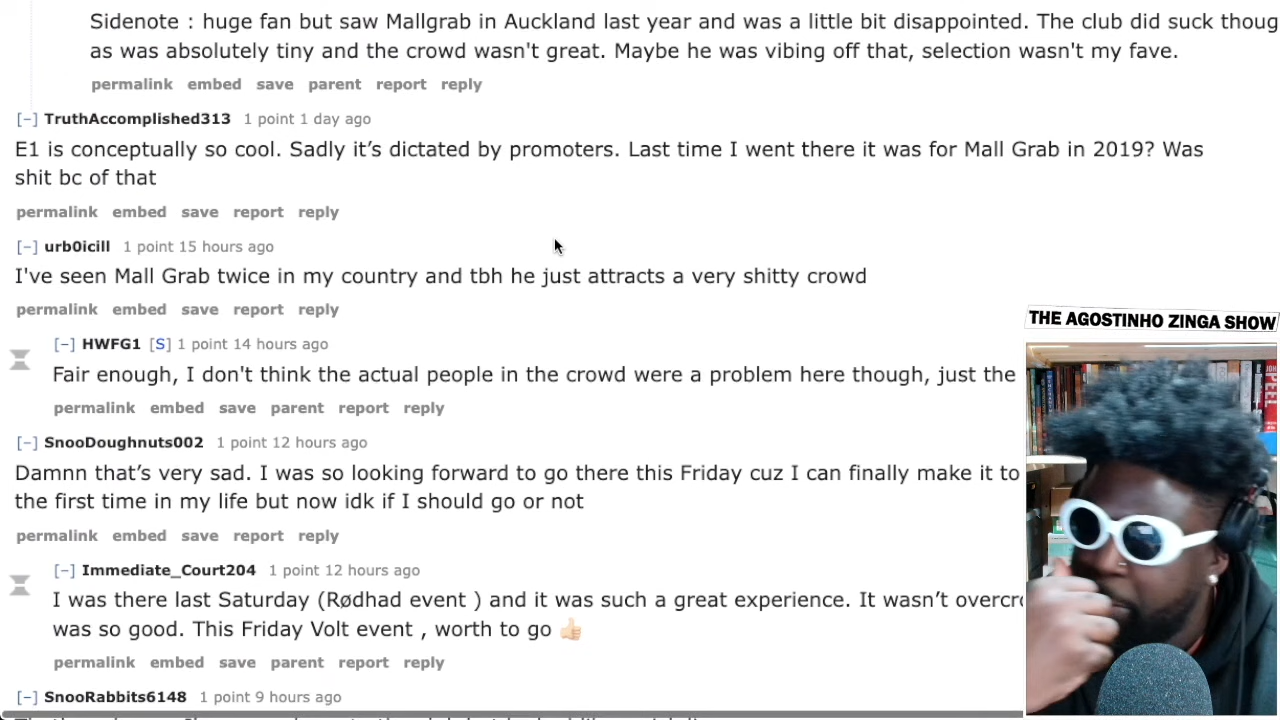 Sidenote : huge fan but saw Mallgrab in Auckland last year and was a little bit disappointed. The club did suck thoug
as was absolutely tiny and the crowd wasn't great. Maybe he was vibing off that, selection wasn't my fave.
permalink embed save parent report reply
[–] TruthAccomplished313 1 point 1 day ago
E1 is conceptually so cool. Sadly it’s dictated by promoters. Last time I went there it was for Mall Grab in 2019? Was
shit bc of that
permalink embed save report reply
[–] urb0icill 1 point 15 hours ago
I've seen Mall Grab twice in my country and tbh he just attracts a very shitty crowd
permalink embed save report reply
THE AGOSTINHO ZINGA SHOW
[–] HWFG1 [S] 1 point 14 hours ago
Fair enough, I don't think the actual people in the crowd were a problem here though, just the
permalink embed save parent report reply
[–] SnooDoughnuts002 1 point 12 hours ago
Damnn that’s very sad. I was so looking forward to go there this Friday cuz I can finally make it to
the first time in my life but now idk if I should go or not
permalink embed save report reply
[–] Immediate_Court204 1 point 12 hours ago
I was there last Saturday (Rødhad event ) and it was such a great experience. It wasn’t overcro
was so good. This Friday Volt event , worth to go 👍🏻
permalink embed save parent report reply
[–] SnooRabbits6148 1 point 9 hours ago
PEEL